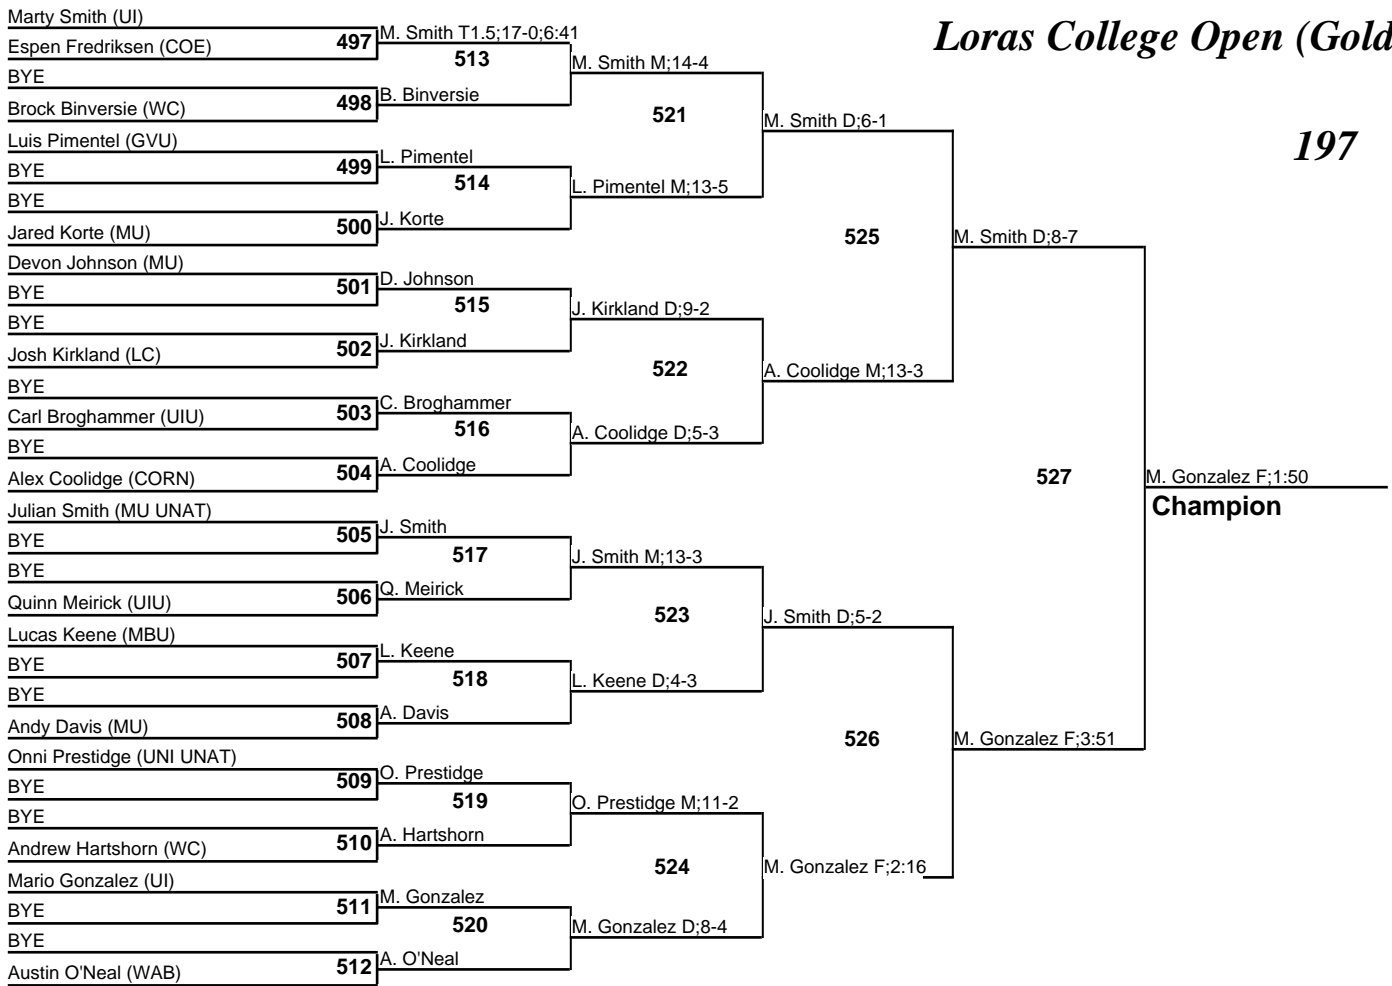 Loras College Open (Gold
197
Marty Smith (UI)
Espen Fredriksen (COE)
BYE
Brock Binversie (WC)
Luis Pimentel (GVU)
BYE
BYE
Jared Korte (MU)
Devon Johnson (MU)
BYE
BYE
Josh Kirkland (LC)
BYE
Carl Broghammer (UIU)
BYE
Alex Coolidge (CORN)
Julian Smith (MU UNAT)
BYE
BYE
Quinn Meirick (UIU)
Lucas Keene (MBU)
BYE
BYE
Andy Davis (MU)
Onni Prestidge (UNI UNAT)
BYE
BYE
Andrew Hartshorn (WC)
Mario Gonzalez (UI)
BYE
BYE
Austin O'Neal (WAB)
497
498
499
500
501
502
503
504
505
506
507
508
509
510
511
512
M. Smith T1.5;17-0;6:41
B. Binversie
L. Pimentel
J. Korte
D. Johnson
J. Kirkland
C. Broghammer
A. Coolidge
J. Smith
Q. Meirick
L. Keene
A. Davis
O. Prestidge
A. Hartshorn
M. Gonzalez
A. O'Neal
513
514
515
516
517
518
519
520
M. Smith M;14-4
L. Pimentel M;13-5
J. Kirkland D;9-2
A. Coolidge D;5-3
J. Smith M;13-3
L. Keene D;4-3
O. Prestidge M;11-2
M. Gonzalez D;8-4
521
522
523
524
M. Smith D;6-1
A. Coolidge M;13-3
J. Smith D;5-2
M. Gonzalez F;2:16
525
526
M. Smith D;8-7
M. Gonzalez F;3:51
527
M. Gonzalez F;1:50
Champion